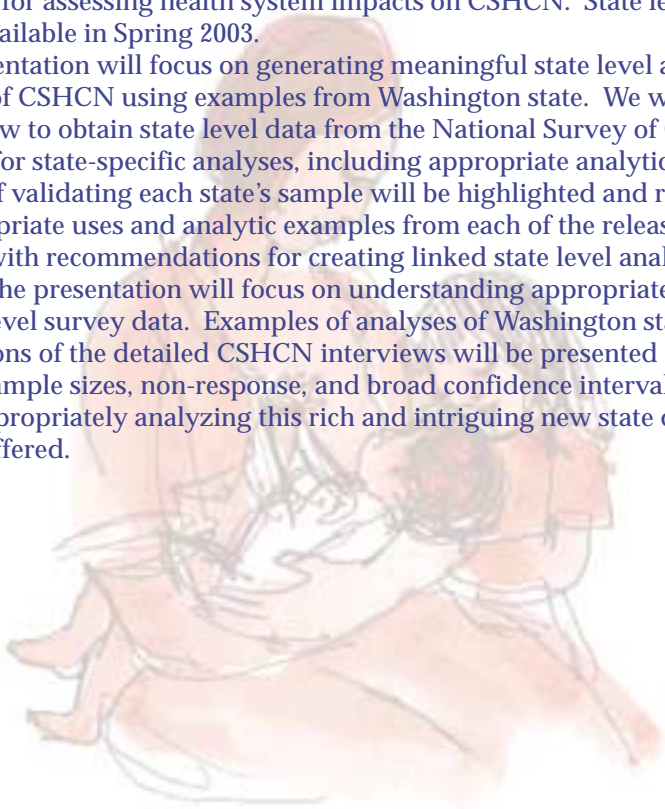 for assessing health system impacts on CSHCN. State le
ailable in Spring 2003.
entation will focus on generating meaningful state level a
of CSHCN using examples from Washington state. We w
w to obtain state level data from the National Survey of
for state-specific analyses, including appropriate analytic
f validating each state's sample will be highlighted and r
priate uses and analytic examples from each of the releas
with recommendations for creating linked state level anal
he presentation will focus on understanding appropriate
evel survey data. Examples of analyses of Washington sta
ons of the detailed CSHCN interviews will be presented
mple sizes, non-response, and broad confidence interval
propriately analyzing this rich and intriguing new state
ffered.